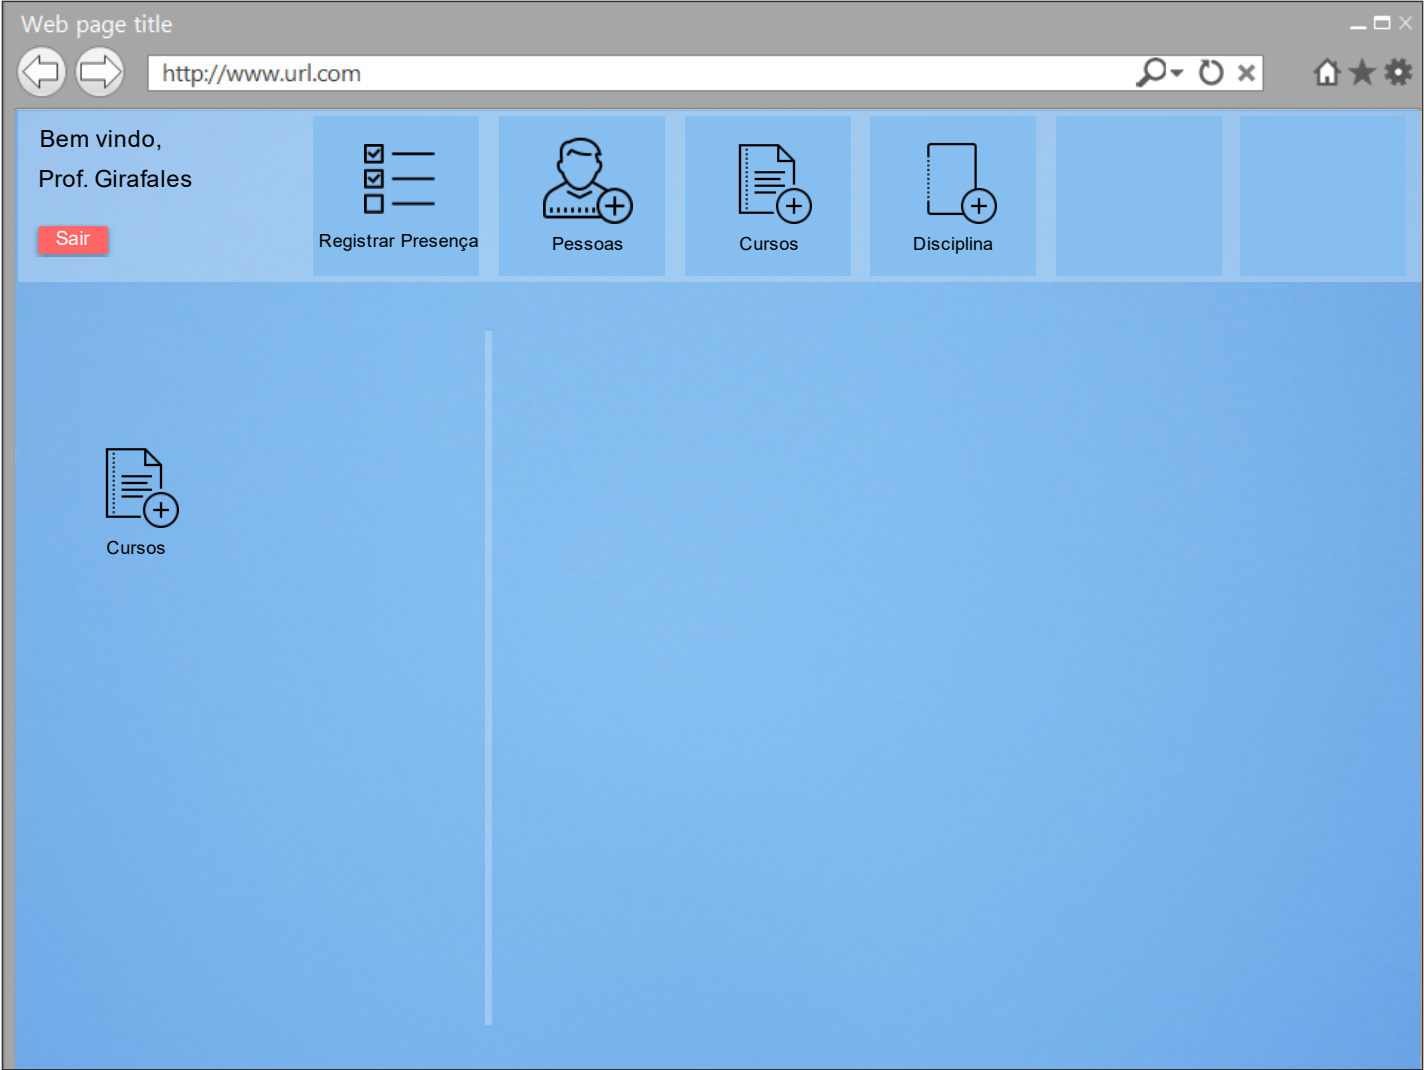 Web page title
http://www.url.com
Bem vindo,
Prof. Girafales
Sair
Registrar Presença
Pessoas
Cursos
Disciplina
Cursos